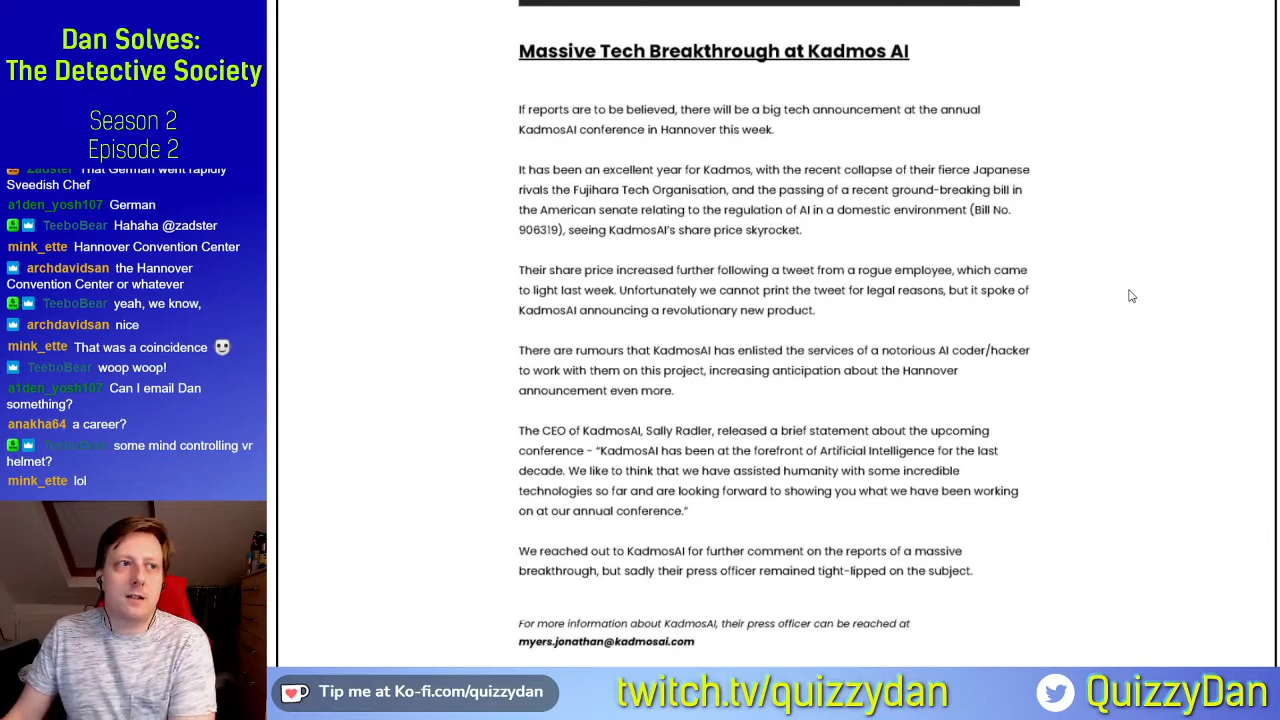 Dan Solves:
The Detective Society
Season 2
Episode 2
Zadster That German went rapidly
Sveedish Chef
a1den_yosh107 German
TeeboBear Hahaha @zadster
mink_ette Hannover Convention Center
archdavidsan the Hannover
Convention Center or whatever
TeeboBear yeah, we know,
archdavidsan nice
mink_ette That was a coincidence
TeeboBear woop woop!
a1den_yosh107 Can I email Dan
something?
anakha64 a career?
TeeboBear some mind controlling vr
helmet?
mink_ette lol
Massive Tech Breakthrough at Kadmos AI
If reports are to be believed, there will be a big tech announcement at the annual
KadmosAI conference in Hannover this week.
It has been an excellent year for Kadmos, with the recent collapse of their fierce Japanese
rivals the Fujihara Tech Organisation, and the passing of a recent ground-breaking bill in
the American senate relating to the regulation of AI in a domestic environment (Bill No.
906319), seeing KadmosAI's share price skyrocket.
Their share price increased further following a tweet from a rogue employee, which came
to light last week. Unfortunately we cannot print the tweet for legal reasons, but it spoke of
KadmosAI announcing a revolutionary new product.
There are rumours that KadmosAI has enlisted the services of a notorious AI coder/hacker
to work with them on this project, increasing anticipation about the Hannover
announcement even more.
The CEO of KadmosAI, Sally Radler, released a brief statement about the upcoming
conference - "KadmosAI has been at the forefront of Artificial Intelligence for the last
decade. We like to think that we have assisted humanity with some incredible
technologies so far and are looking forward to showing you what we have been working
on at our annual conference."
We reached out to KadmosAI for further comment on the reports of a massive
breakthrough, but sadly their press officer remained tight-lipped on the subject.
For more information about KadmosAI, their press officer can be reached at
myers.jonathan@kadmosai.com
Tip me at Ko-fi.com/quizzydan
twitch.tv/quizzydan
QuizzyDan